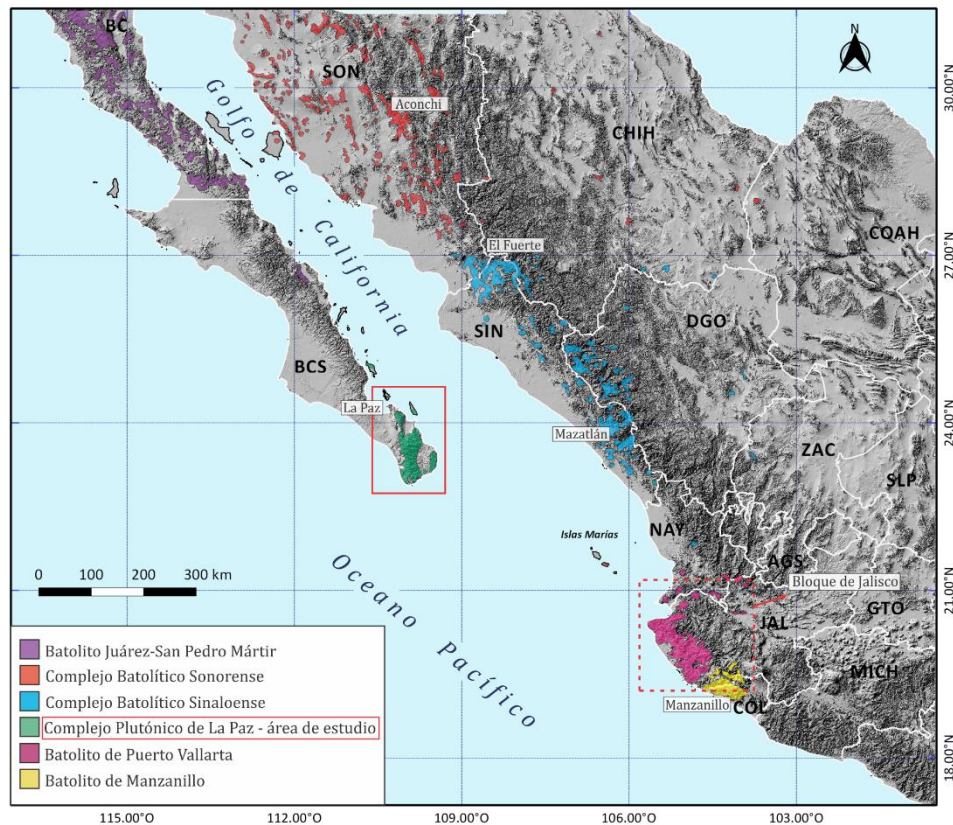 BC
SON
Aconchi
CHIH
30.00°N
Golfo de California
COAH
27.00°N
El Fuerte
SIN
DGO
BCS
La Paz
24.00°N
Mazatlán
ZAC
SLP
NAY
Islas Marías
AGS
Bloque de Jalisco
0 100 200 300 km
21.00°N
GTO
JAL
Oceano Pacífico
MICH
Manzanillo
COL
18.00°N
Batolito Juárez-San Pedro Mártir
Complejo Batolítico Sonorense
Complejo Batolítico Sinaloense
Complejo Plutónico de La Paz - área de estudio
Batolito de Puerto Vallarta
Batolito de Manzanillo
115.00°O 112.00°O 109.00°O 106.00°O 103.00°O